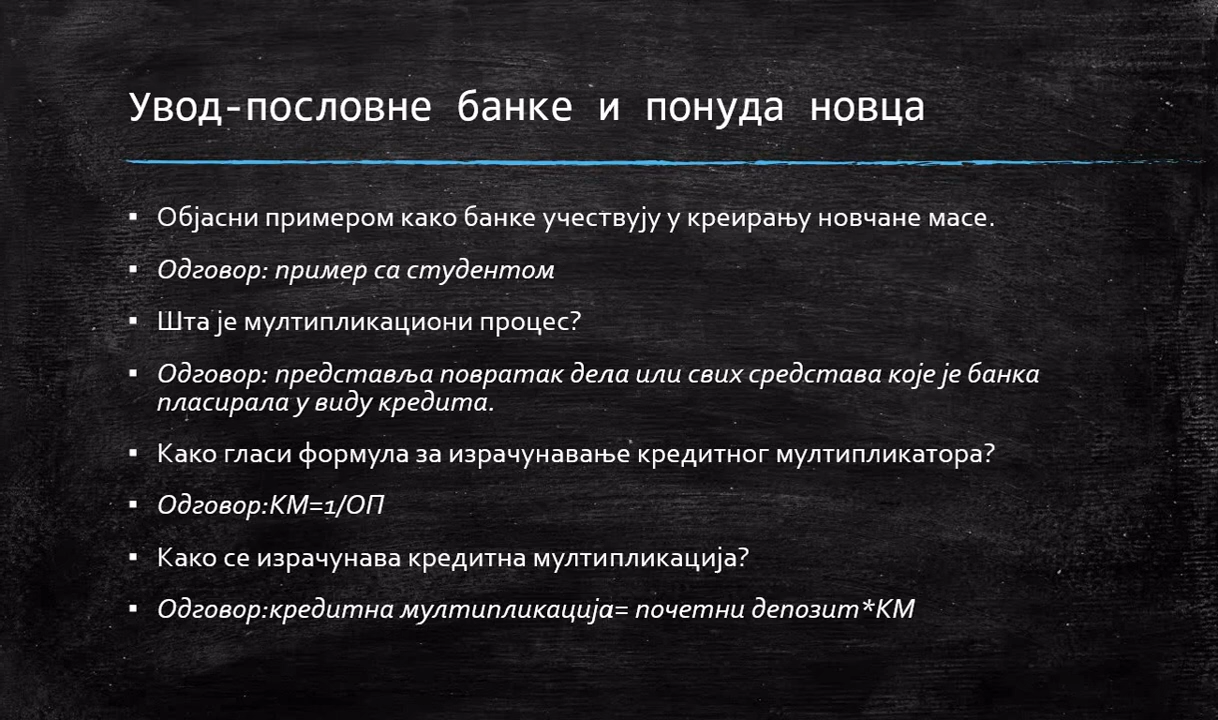 Увод-пословне банке и понуда новца
▪ Објасни примером како банке учествују у креирању новчане масе.
▪ Одговор: пример са студентом
▪ Шта је мултипликациони процес?
▪ Одговор: представља повратак дела или свих средстава које је банка
пласирала у виду кредита.
▪ Како гласи формула за израчунавање кредитног мултипликатора?
▪ Одговор:КМ=1/ОП
▪ Како се израчунава кредитна мултипликација?
▪ Одговор:кредитна мултипликација= почетни депозит*КМ